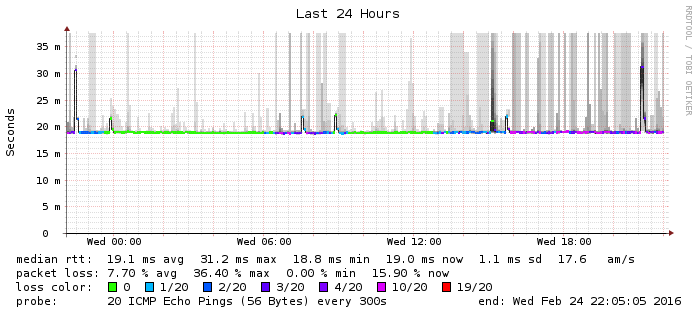 Last 24 Hours
RRDTOOL / TOBI OETIKER
Seconds
35 m
30 m
25 m
20 m
15 m
10 m
5 m
0
Wed 00:00 Wed 06:00 Wed 12:00 Wed 18:00
median rtt: 19.1 ms avg 31.2 ms max 18.8 ms min 19.0 ms now 1.1 ms sd 17.6 am/s
packet loss: 7.70 % avg 36.40 % max 0.00 % min 15.90 % now
loss color: 0 1/20 2/20 3/20 4/20 10/20 19/20
probe: 20 ICMP Echo Pings (56 Bytes) every 300s end: Wed Feb 24 22:05:05 2016